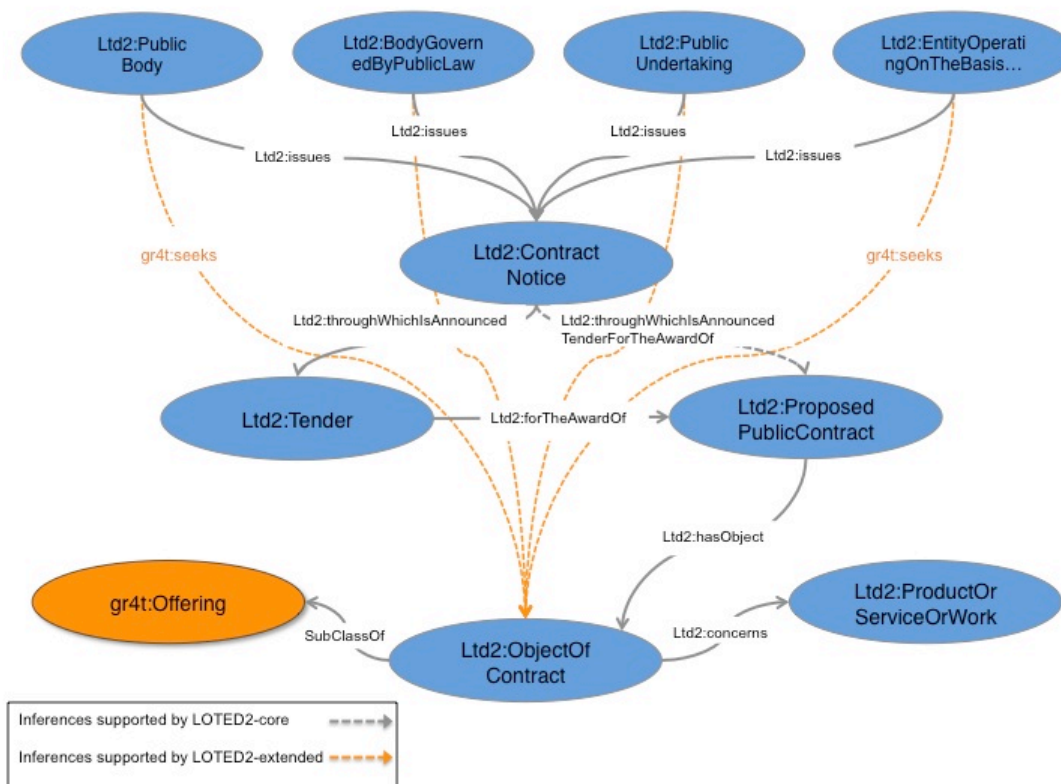 Ltd2:Public
Body
Ltd2:BodyGovern
edByPublicLaw
Ltd2:Public
Undertaking
Ltd2:EntityOperati
ngOnTheBasis...
Ltd2:issues
Ltd2:issues
Ltd2:issues
Ltd2:issues
gr4t:seeks
Ltd2:Contract
Notice
gr4t:seeks
Ltd2:throughWhichIsAnnounced
Ltd2:throughWhichIsAnnounced
TenderForTheAwardOf
Ltd2:Tender
Ltd2:forTheAwardOf
Ltd2:Proposed
PublicContract
Ltd2:hasObject
gr4t:Offering
SubClassOf
Ltd2:ObjectOf
Contract
Ltd2:concerns
Ltd2:ProductOr
ServiceOrWork
Inferences supported by LOTED2-core
Inferences supported by LOTED2-extended